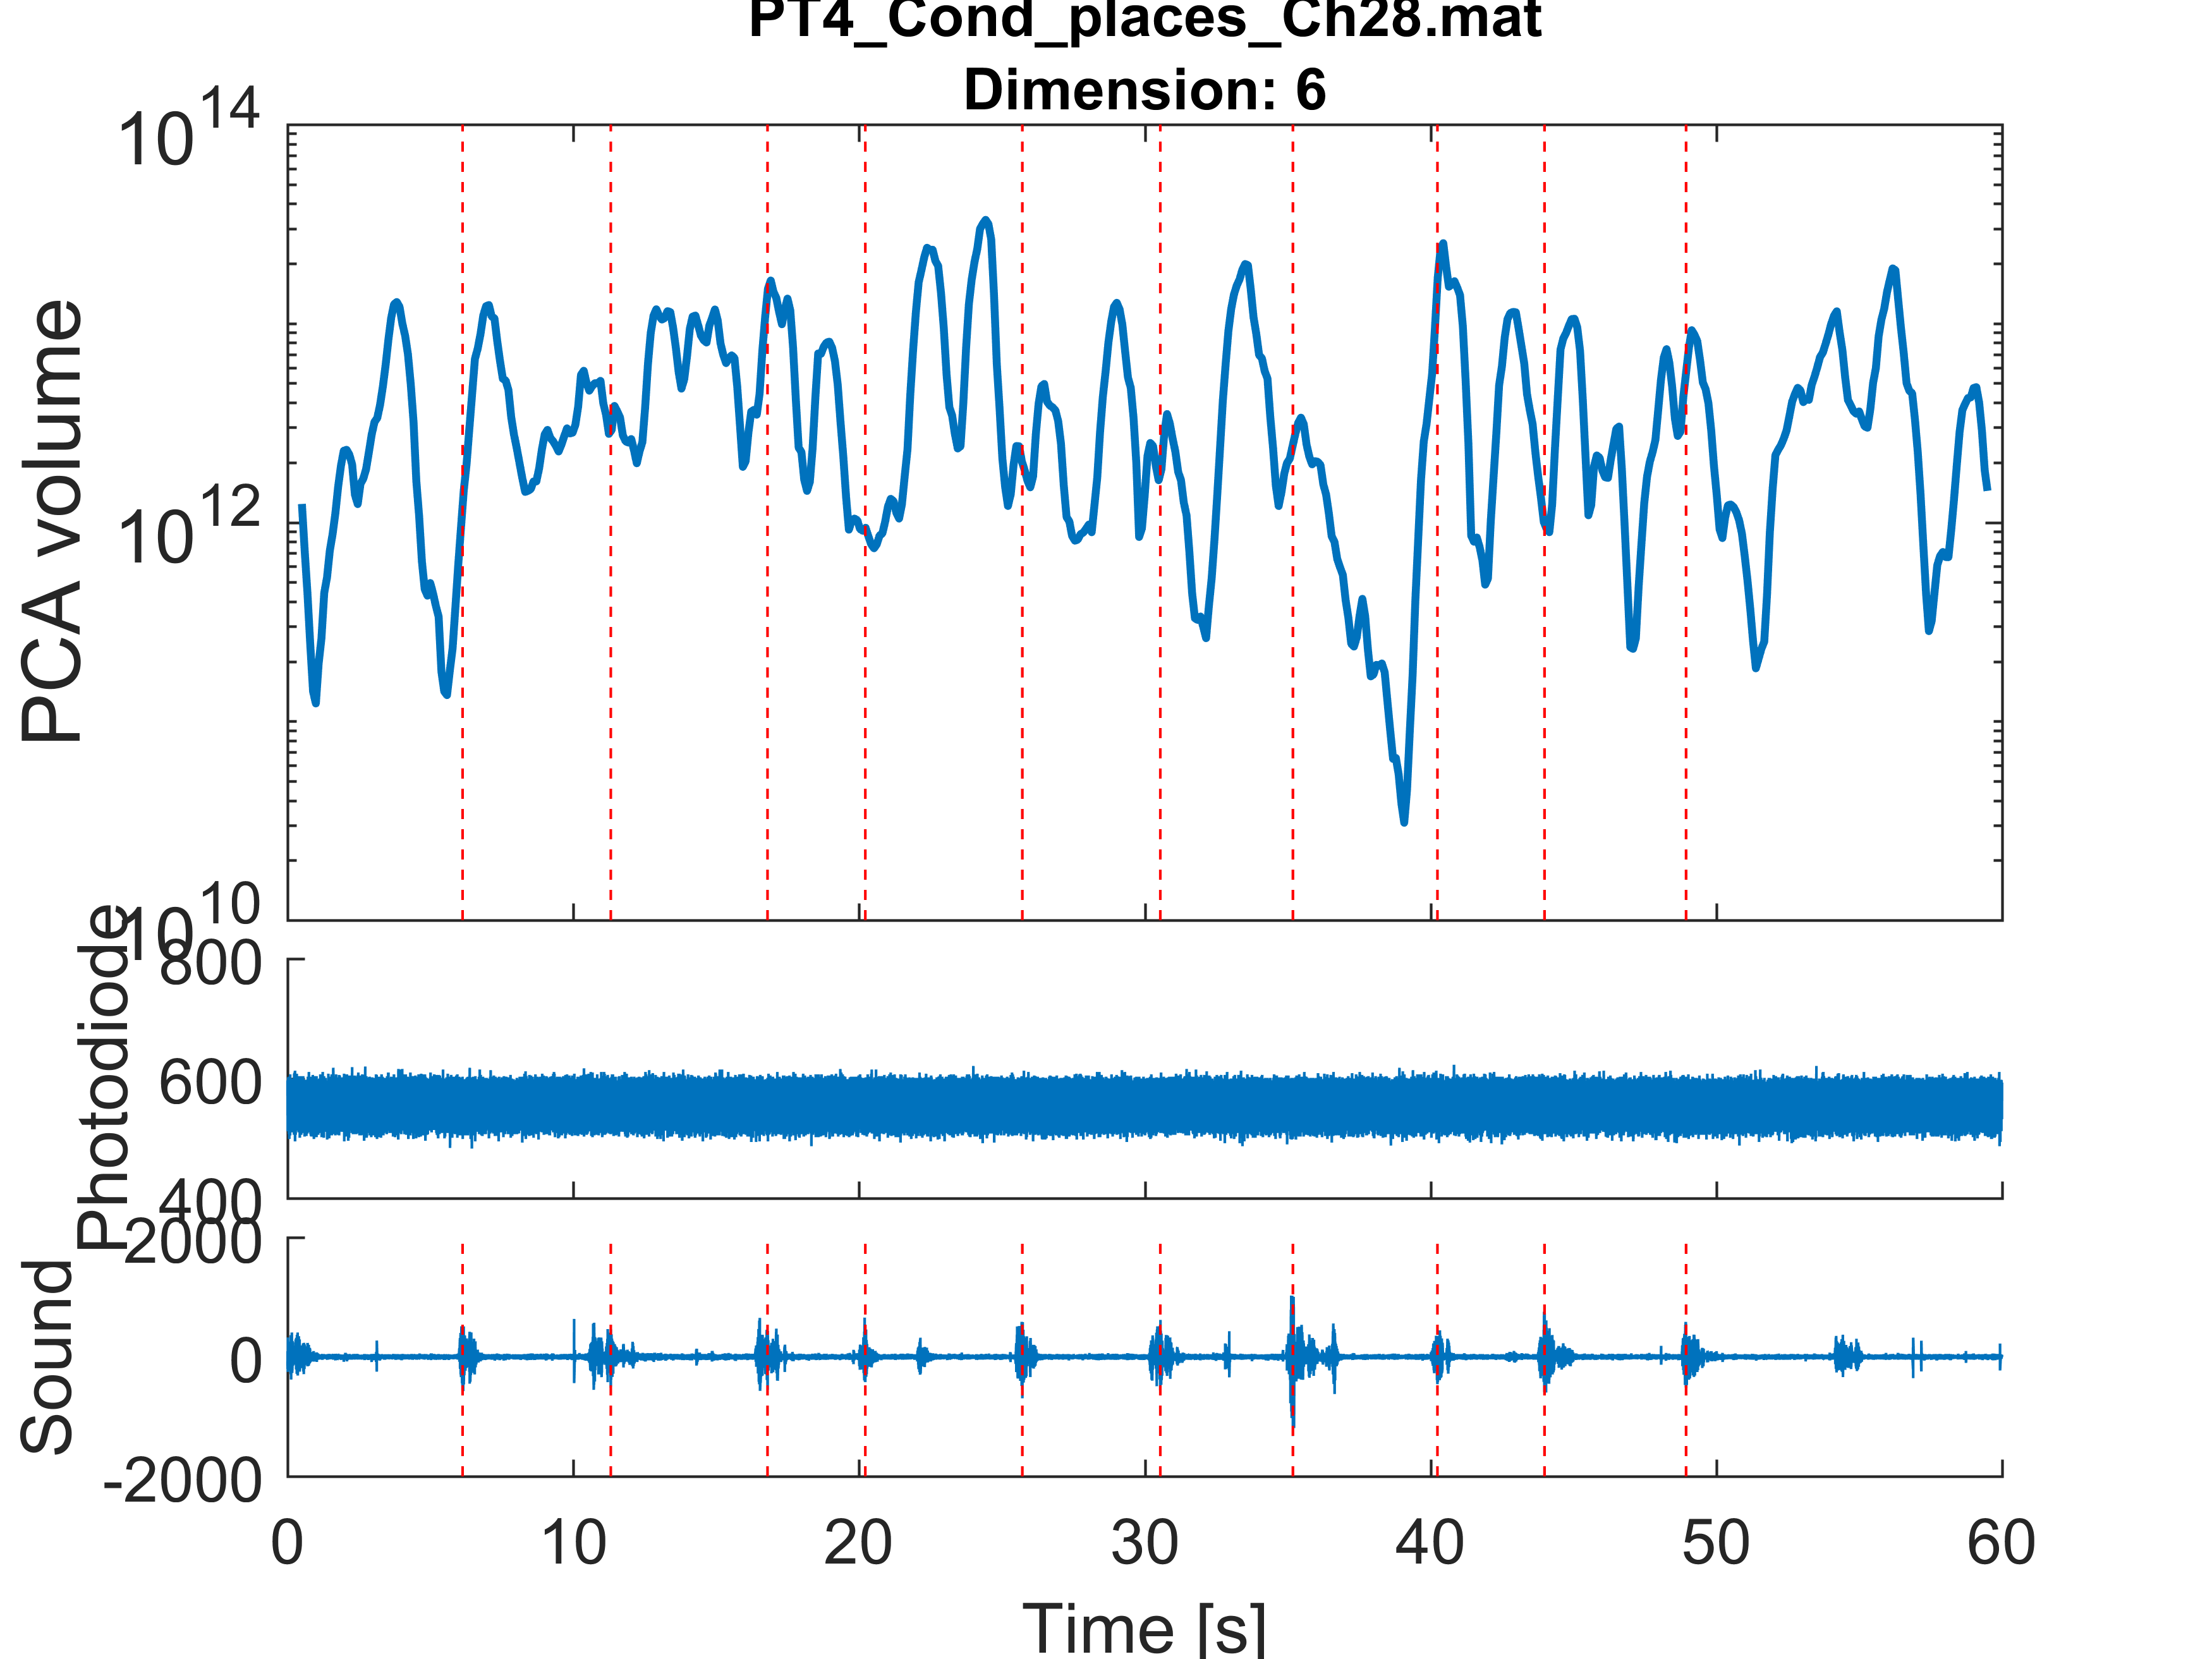 PT4_Cond_places_Ch28.mat
Dimension: 6
10^14
10^12
10^10
PCA volume
800
600
400
Photodiode
2000
0
-2000
Sound
0 10 20 30 40 50 60
Time [s]